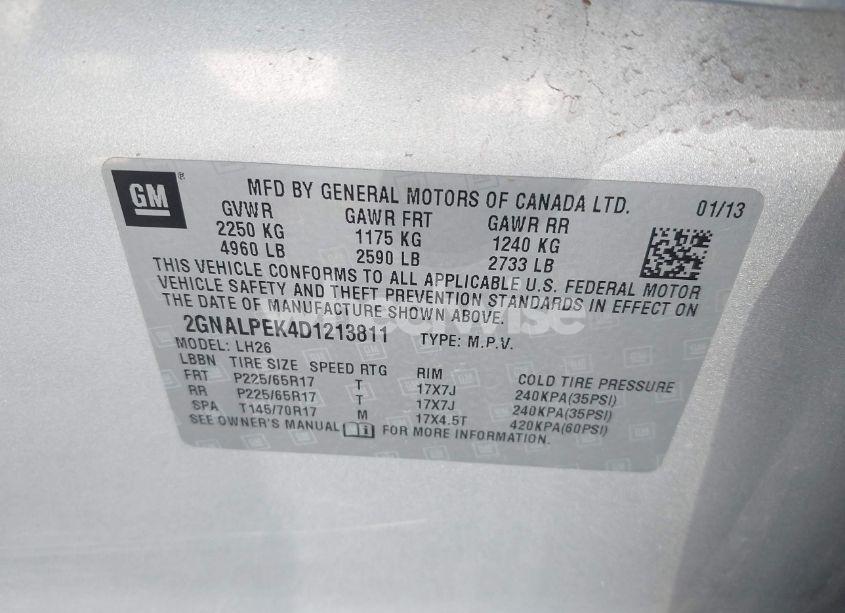 GM ®
MFD BY GENERAL MOTORS OF CANADA LTD. 01/13
GVWR GAWR FRT GAWR RR
2250 KG 1175 KG 1240 KG
4960 LB 2590 LB 2733 LB
THIS VEHICLE CONFORMS TO ALL APPLICABLE U.S. FEDERAL MOTOR
VEHICLE SAFETY AND THEFT PREVENTION STANDARDS IN EFFECT ON
THE DATE OF MANUFACTURE SHOWN ABOVE.
2GNALPEK4D1213811 TYPE: M.P.V.
MODEL: LH26
LBBN TIRE SIZE SPEED RTG RIM COLD TIRE PRESSURE
FRT P225/65R17 T 17X7J 240KPA(35PSI)
RR P225/65R17 T 17X7J 240KPA(35PSI)
SPA T145/70R17 M 17X4.5T 420KPA(60PSI)
SEE OWNER'S MANUAL FOR MORE INFORMATION.